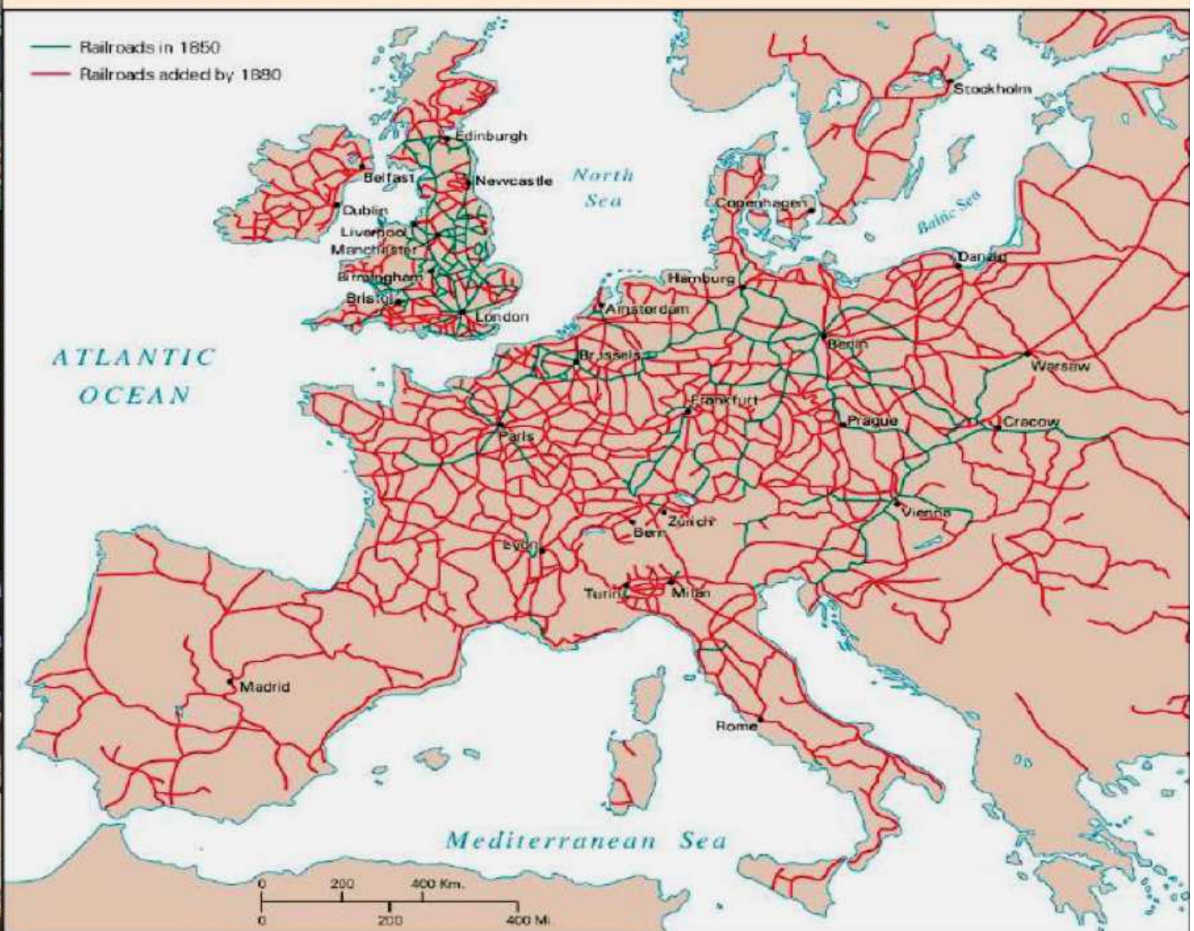 Railroads in 1850
Railroads added by 1880
Stockholm
Edinburgh
Belfast
Newcastle
North
Sea
Copenhagen
Dublin
Baltic Sea
Liverpool
Manchester
Danzig
Birmingham
Hamburg
Bristol
Amsterdam
London
Berlin
ATLANTIC
OCEAN
Brussels
Warsaw
Frankfurt
Paris
Prague
Cracow
Vienna
Zürich
Bern
Lyon
Turin
Milan
Madrid
Rome
Mediterranean Sea
0 200 400 Km.
0 200 400 Mi.